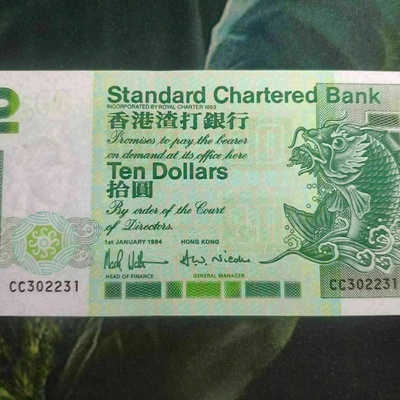 Standard Chartered Bank
INCORPORATED BY ROYAL CHARTER 1853
香港渣打銀行
Promises to pay the bearer
on demand at its office here
Ten Dollars
拾圓
By order of the Court
of Directors.
1ST JANUARY 1994 HONG KONG
HEAD OF FINANCE GENERAL MANAGER
CC302231 CC302231